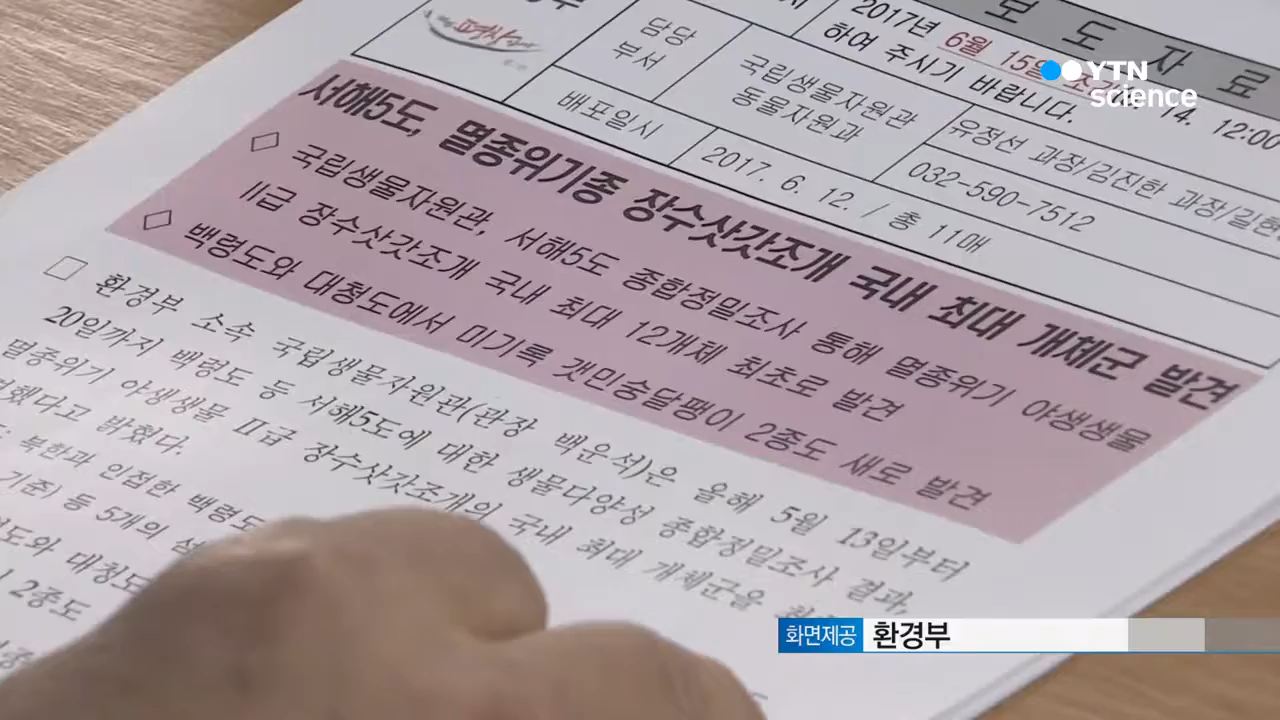 보 도 자 료
YTN
science
2017년 6월 15일 조간
14. 12:00
하여 주시기 바랍니다.
담당
부서
국립생물자원관
동물자원과
유정선 과장/김진한 과장/길현
032-590-7512
배포일시
2017. 6. 12. / 총 11매
서해5도, 멸종위기종 장수삿갓조개 국내 최대 개체군 발견
◇ 국립생물자원관, 서해5도 종합정밀조사 통해 멸종위기 야생생물
II급 장수삿갓조개 국내 최대 12개체 최초로 발견
◇ 백령도와 대청도에서 미기록 갯민숭달팽이 2종도 새로 발견
□ 환경부 소속 국립생물자원관(관장 백운석)은 올해 5월 13일부터
20일까지 백령도 등 서해5도에 대한 생물다양성 종합정밀조사 결과,
멸종위기 야생생물 II급 장수삿갓조개의 국내 최대 개체군을
했다고 밝혔다.
북한과 인접한 백령도
기준) 등 5개의 섬
도와 대청도
2종도
화면제공 환경부